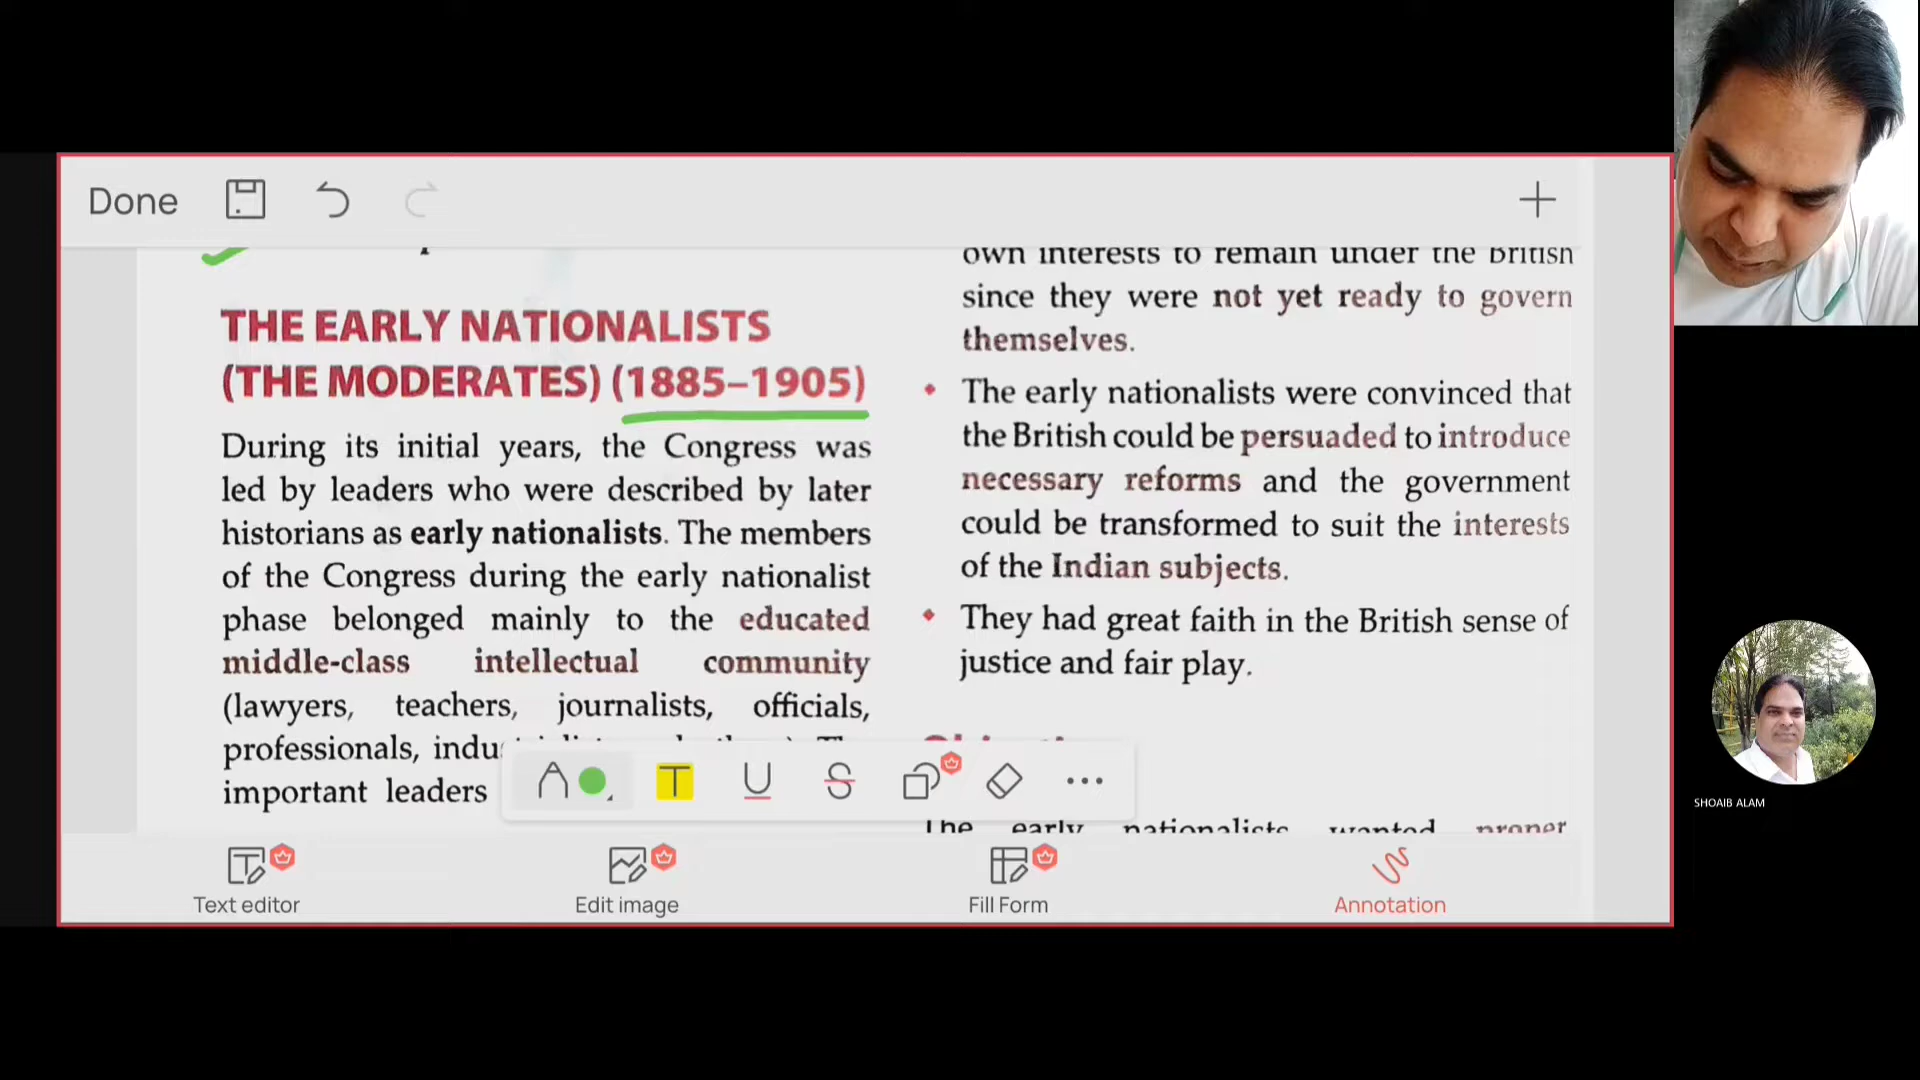 Done
THE EARLY NATIONALISTS
(THE MODERATES) (1885–1905)
During its initial years, the Congress was
led by leaders who were described by later
historians as early nationalists. The members
of the Congress during the early nationalist
phase belonged mainly to the educated
middle-class intellectual community
(lawyers, teachers, journalists, officials,
professionals,
important leaders
own interests to remain under the British
since they were not yet ready to govern
themselves.
• The early nationalists were convinced that
the British could be persuaded to introduce
necessary reforms and the government
could be transformed to suit the interests
of the Indian subjects.
• They had great faith in the British sense of
justice and fair play.
The early nationalists wanted proper
Text editor
Edit image
Fill Form
Annotation
SHOAIB ALAM